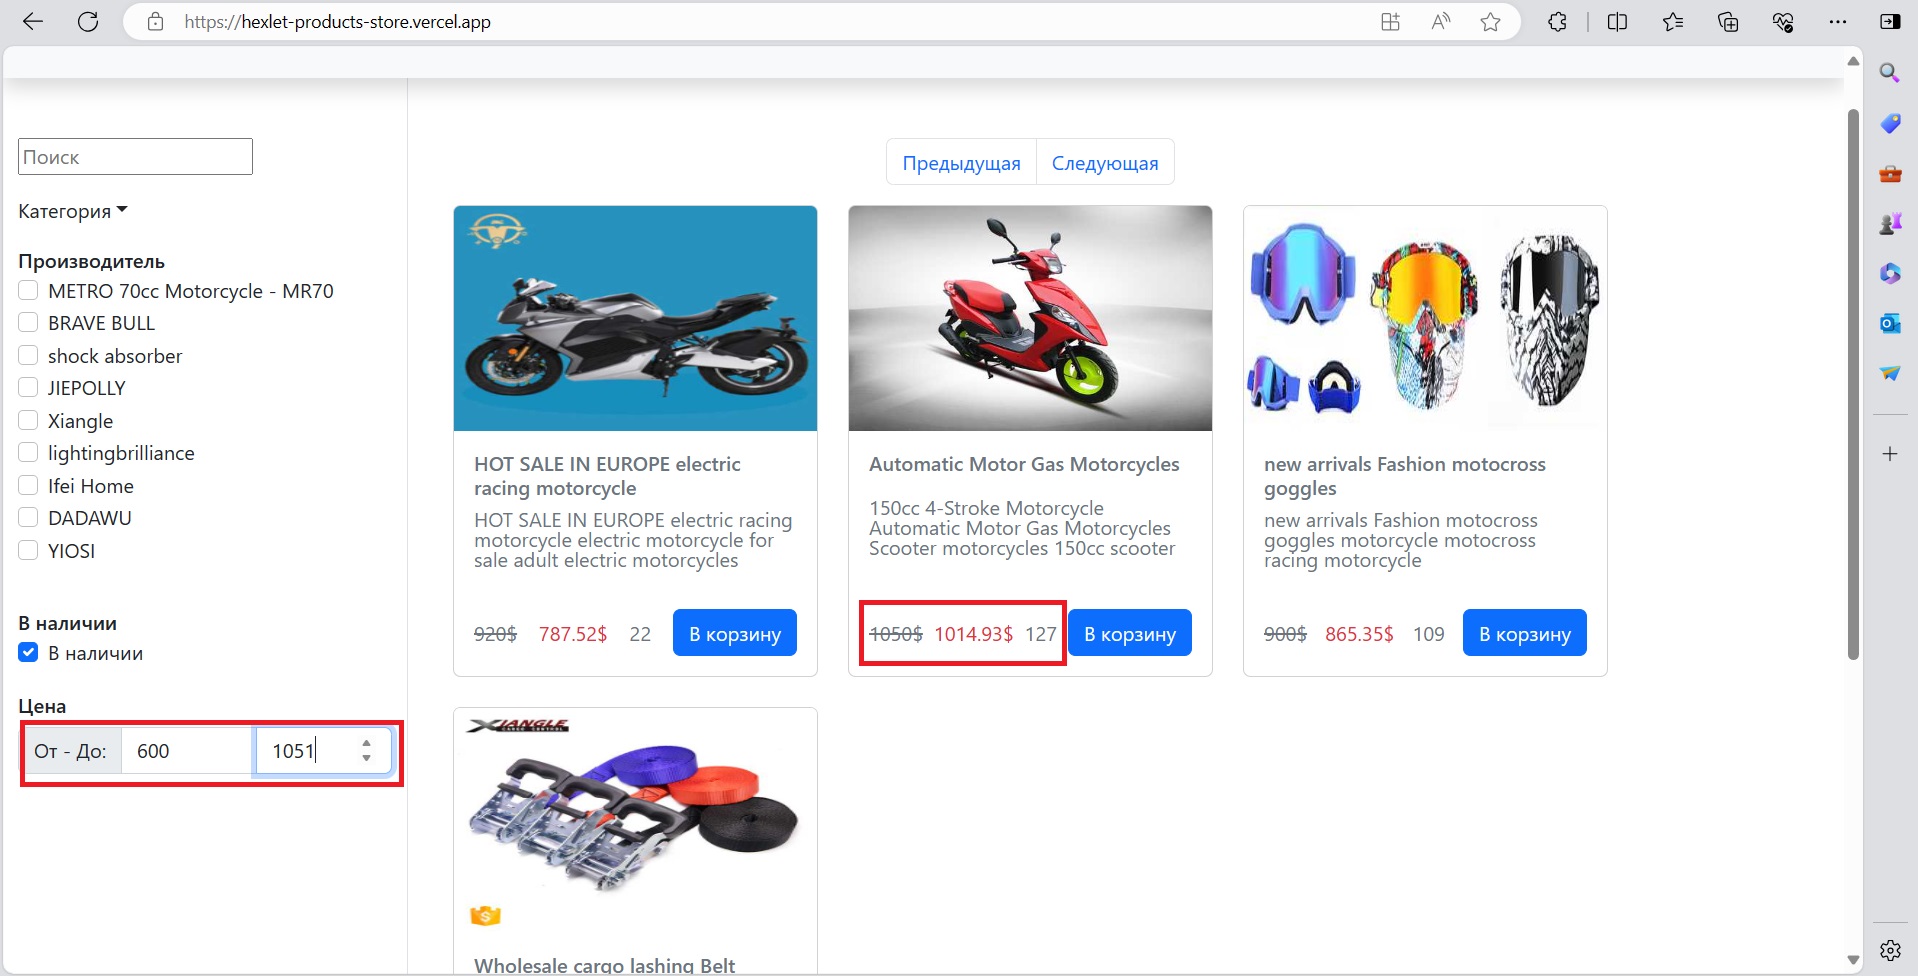 https://hexlet-products-store.vercel.app
Поиск
Категория
Производитель
METRO 70cc Motorcycle - MR70
BRAVE BULL
shock absorber
JIEPOLLY
Xiangle
lightingbrilliance
Ifei Home
DADAWU
YIOSI
В наличии
В наличии
Цена
От - До: 600 1051
Предыдущая Следующая
HOT SALE IN EUROPE electric
racing motorcycle
HOT SALE IN EUROPE electric racing
motorcycle electric motorcycle for
sale adult electric motorcycles
920$ 787.52$ 22 В корзину
Automatic Motor Gas Motorcycles
150cc 4-Stroke Motorcycle
Automatic Motor Gas Motorcycles
Scooter motorcycles 150cc scooter
1050$ 1014.93$ 127 В корзину
new arrivals Fashion motocross
goggles
new arrivals Fashion motocross
goggles motorcycle motocross
racing motorcycle
900$ 865.35$ 109 В корзину
XIANGLE
Wholesale cargo lashing Belt